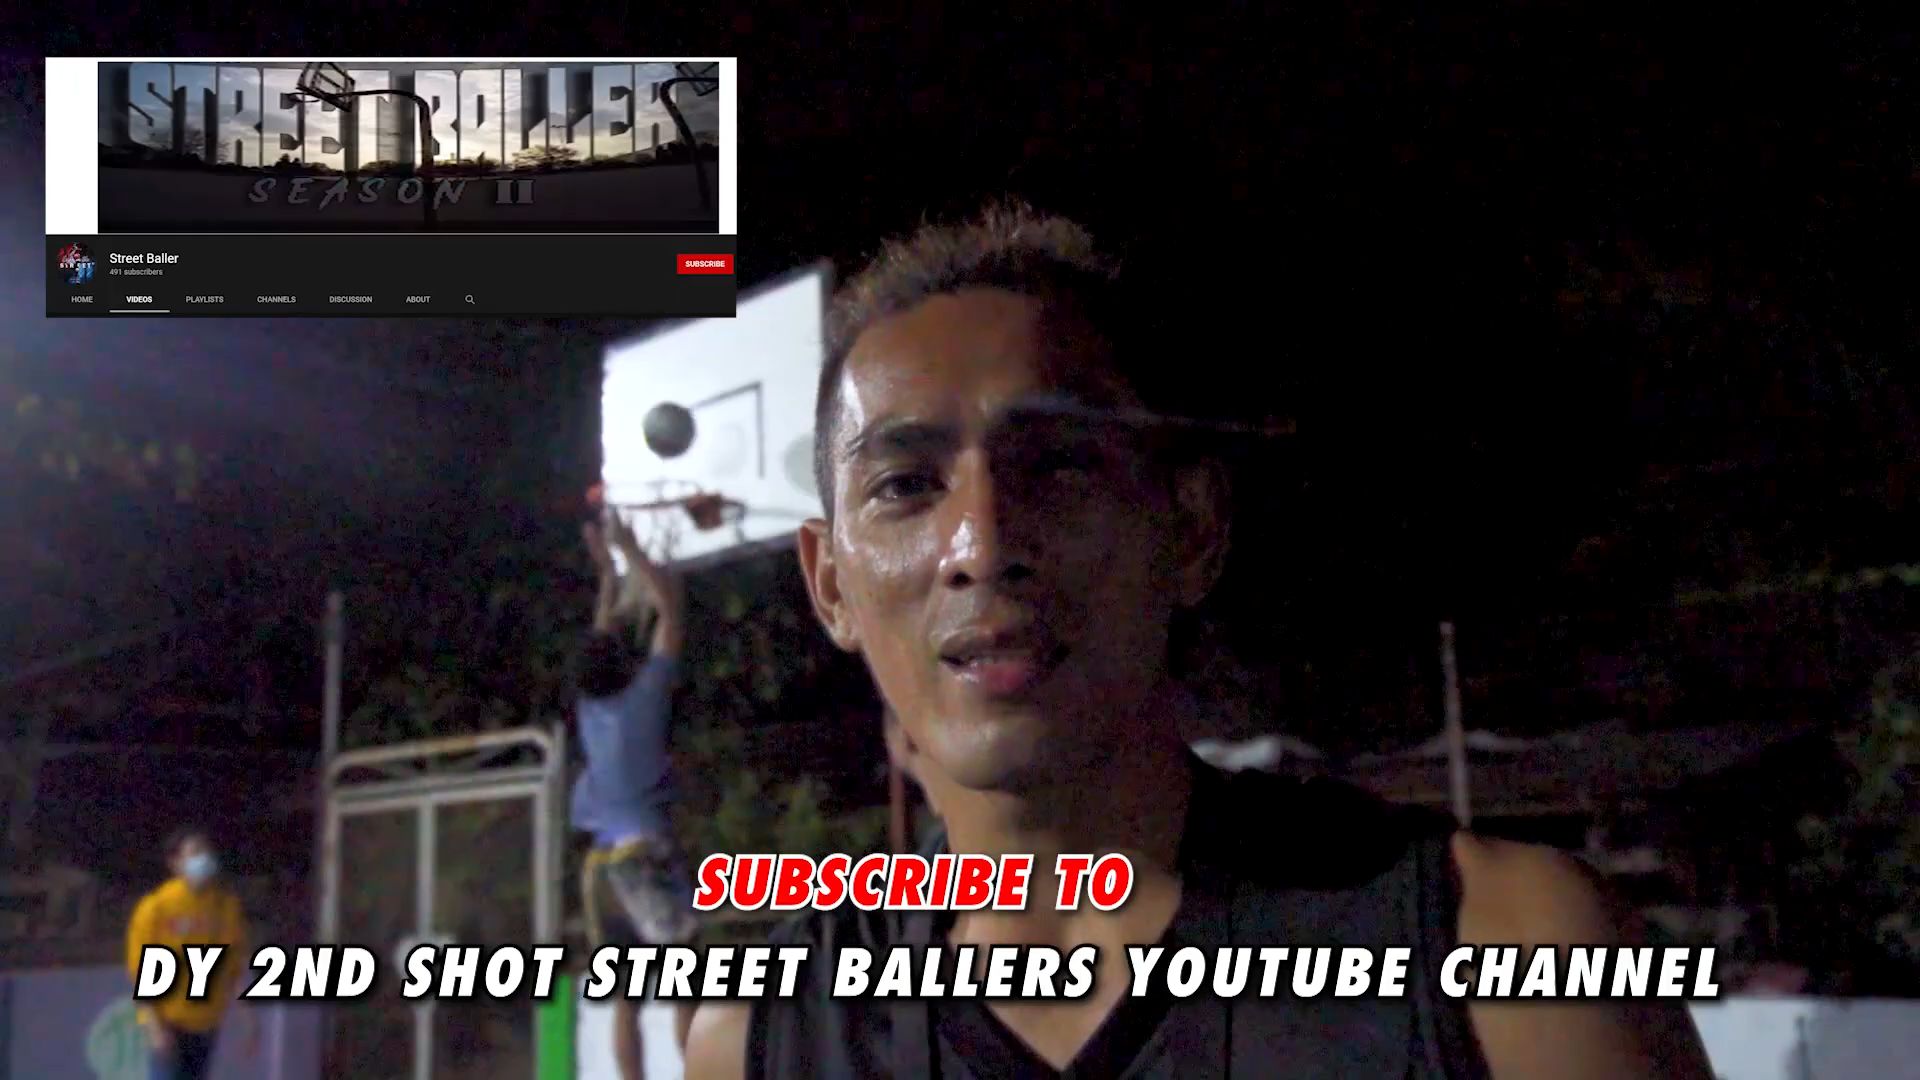 STREET BOLLER
SEASON II
Street Baller
491 subscribers
SUBSCRIBE
HOME VIDEOS PLAYLISTS CHANNELS DISCUSSION ABOUT
SUBSCRIBE TO
DY 2ND SHOT STREET BALLERS YOUTUBE CHANNEL